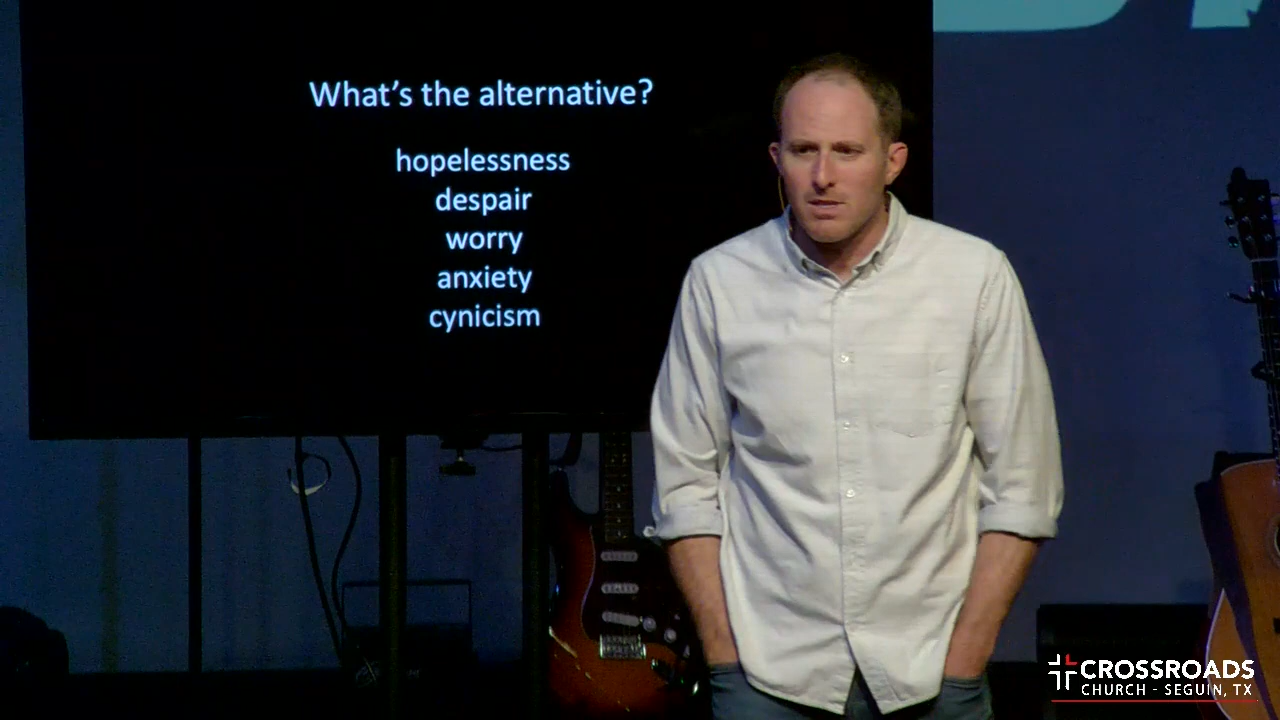 What's the alternative?
hopelessness
despair
worry
anxiety
cynicism
CROSSROADS
CHURCH - SEGUIN, TX